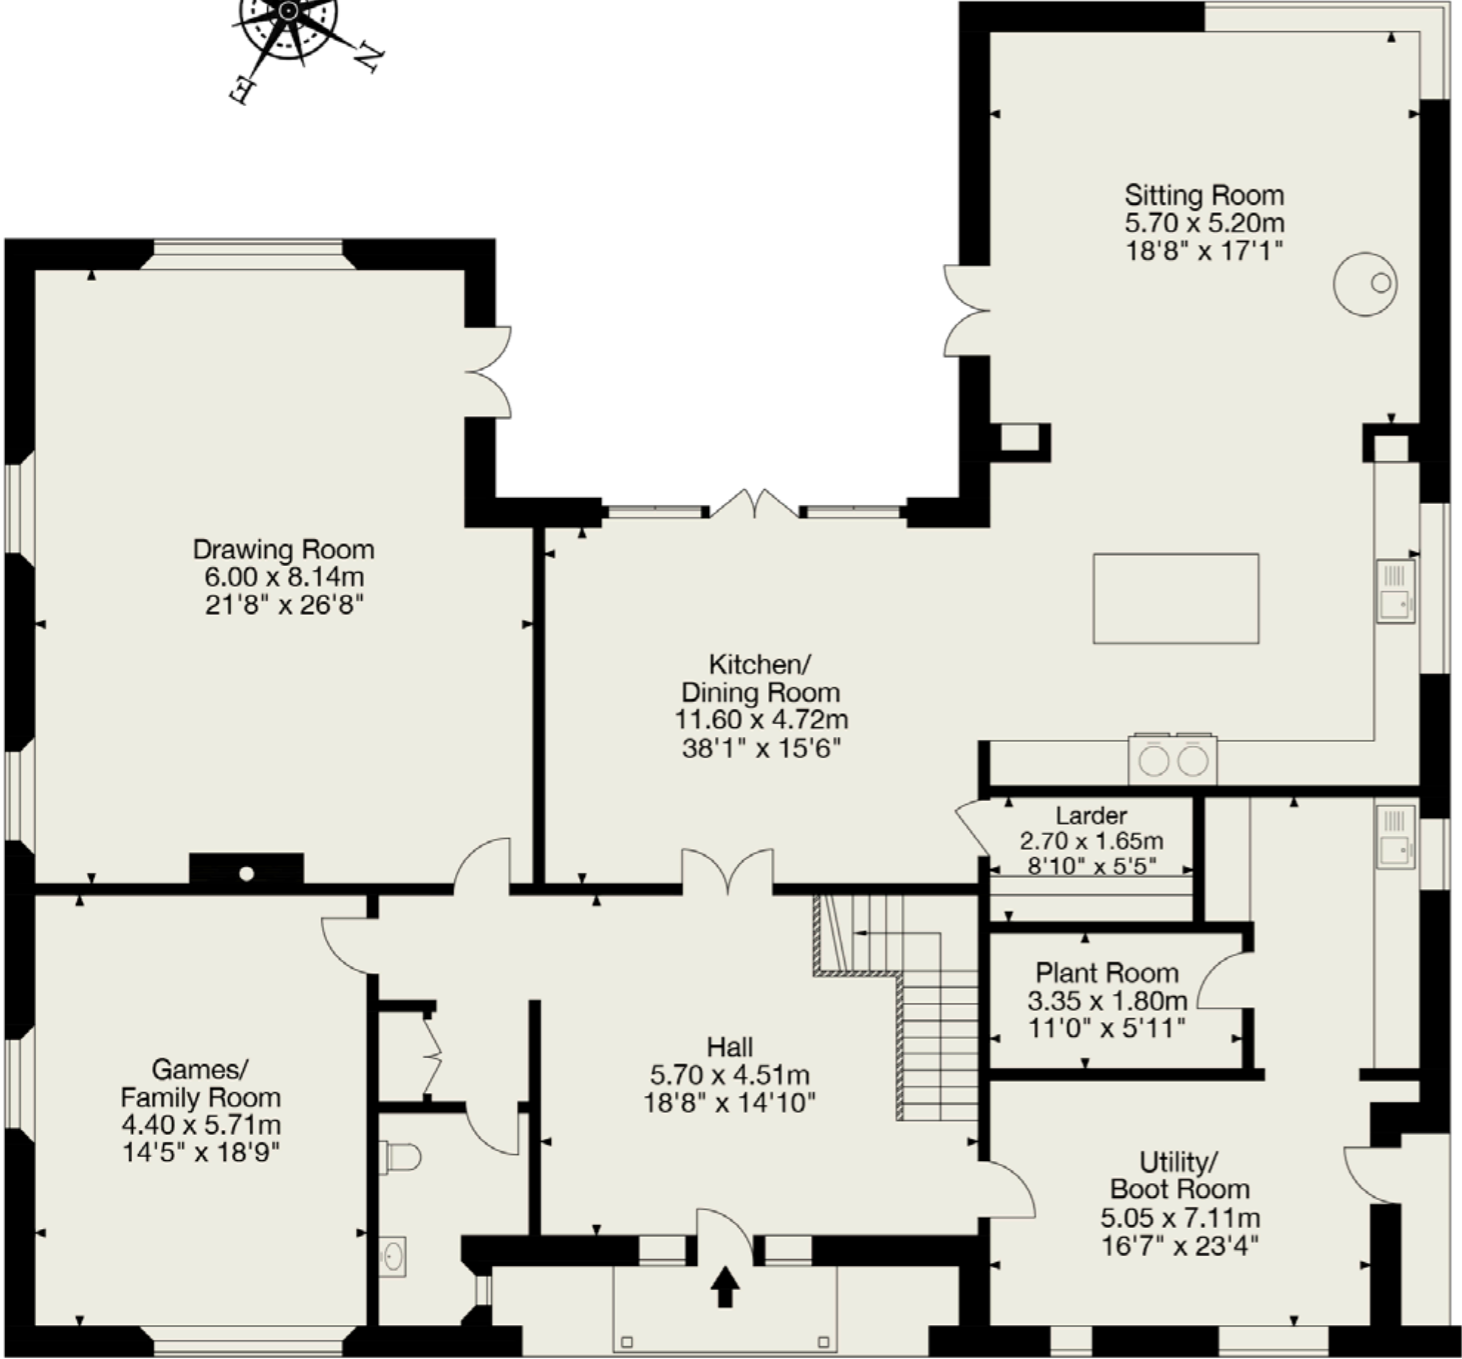 N
E
Sitting Room
5.70 x 5.20m
18'8" x 17'1"
Drawing Room
6.00 x 8.14m
21'8" x 26'8"
Kitchen/
Dining Room
11.60 x 4.72m
38'1" x 15'6"
Larder
2.70 x 1.65m
8'10" x 5'5"
Plant Room
3.35 x 1.80m
11'0" x 5'11"
Hall
5.70 x 4.51m
18'8" x 14'10"
Games/
Family Room
4.40 x 5.71m
14'5" x 18'9"
Utility/
Boot Room
5.05 x 7.11m
16'7" x 23'4"